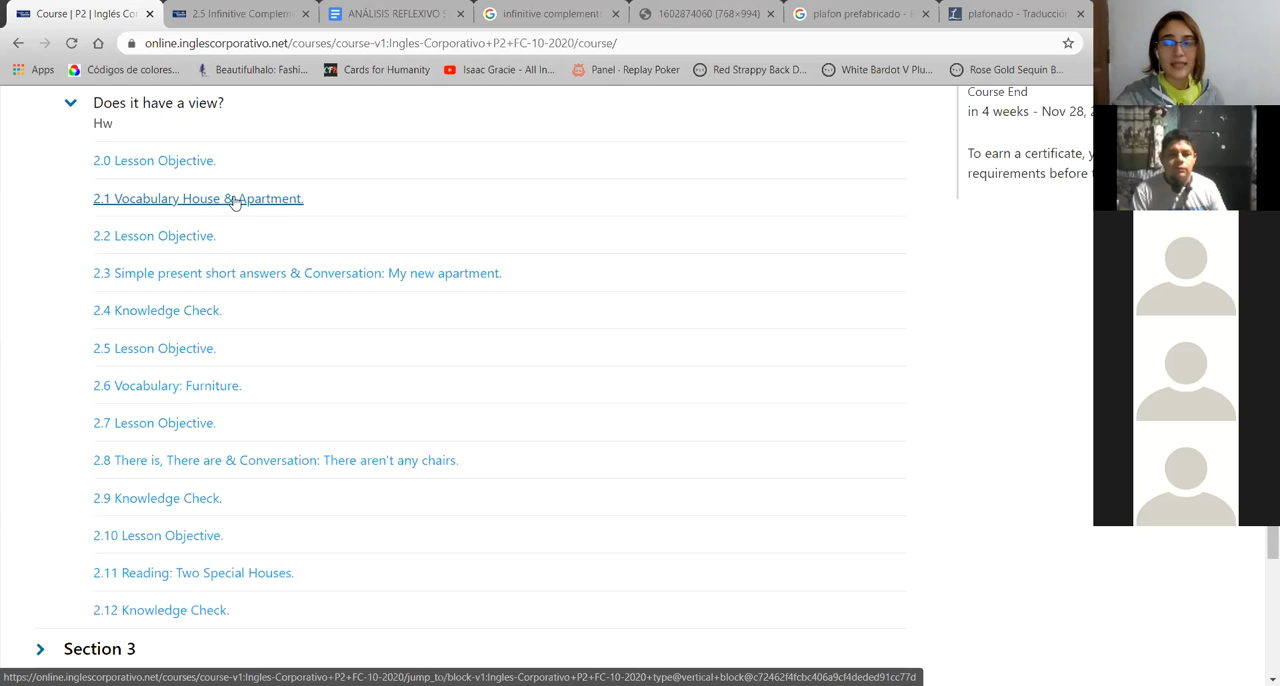 Course | P2 | Inglés Co
2.5 Infinitive Complem
ANÁLISIS REFLEXIVO
infinitive complement
1602874060 (768×994)
plafon prefabricado -
plafonado - Traducció
online.inglescorporativo.net/courses/course-v1:Ingles-Corporativo+P2+FC-10-2020/course/
Apps
Códigos de colores...
Beautifulhalo: Fashi...
Cards for Humanity
Isaac Gracie - All In...
Panel · Replay Poker
Red Strappy Back D...
White Bardot V Plu...
Rose Gold Sequin B...
Does it have a view?
Hw
2.0 Lesson Objective.
2.1 Vocabulary House & Apartment.
2.2 Lesson Objective.
2.3 Simple present short answers & Conversation: My new apartment.
2.4 Knowledge Check.
2.5 Lesson Objective.
2.6 Vocabulary: Furniture.
2.7 Lesson Objective.
2.8 There is, There are & Conversation: There aren't any chairs.
2.9 Knowledge Check.
2.10 Lesson Objective.
2.11 Reading: Two Special Houses.
2.12 Knowledge Check.
Section 3
Course End
in 4 weeks - Nov 28,
To earn a certificate,
requirements before
https://online.inglescorporativo.net/courses/course-v1:Ingles-Corporativo+P2+FC-10-2020/jump_to/block-v1:Ingles-Corporativo+P2+FC-10-2020+type@vertical+block@c72462f4fcbc406a9cf4deded91cc77d